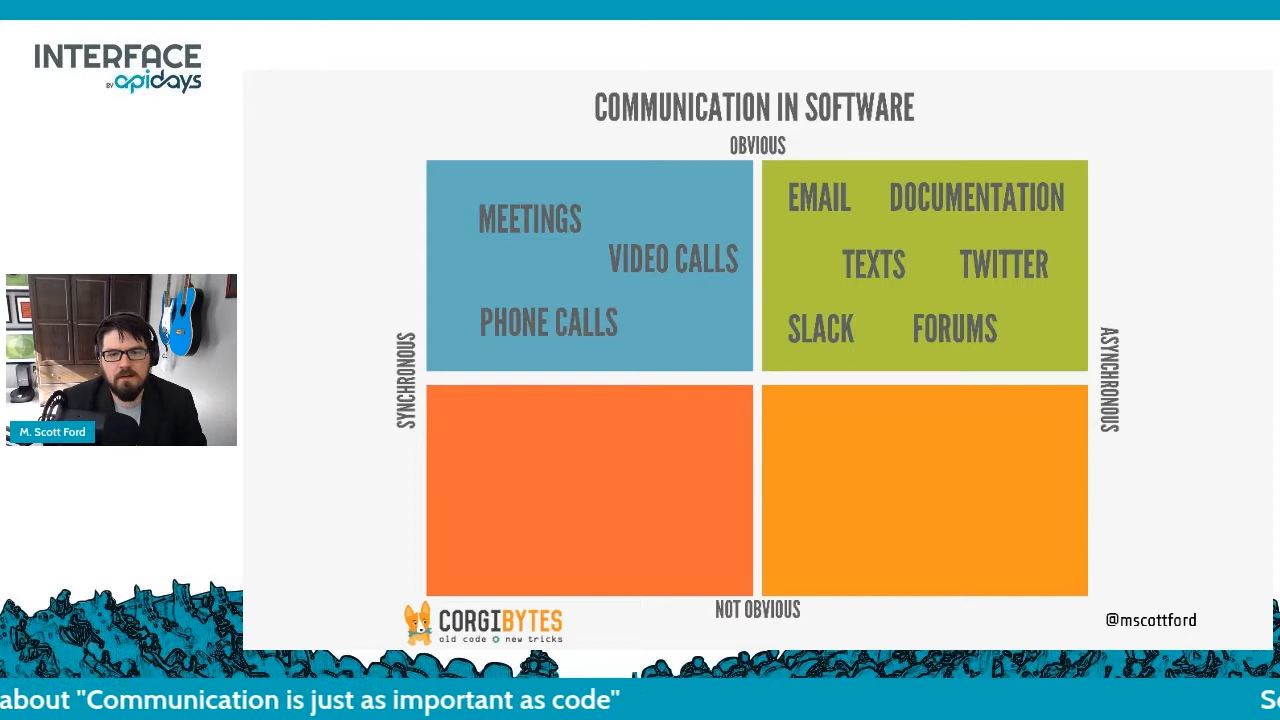 INTERFACE
BY apidays
COMMUNICATION IN SOFTWARE
OBVIOUS
MEETINGS
VIDEO CALLS
PHONE CALLS
EMAIL DOCUMENTATION
TEXTS TWITTER
SLACK FORUMS
SYNCHRONOUS
ASYNCHRONOUS
M. Scott Ford
NOT OBVIOUS
CORGIBYTES
old code new tricks
@mscottford
about "Communication is just as important as code"